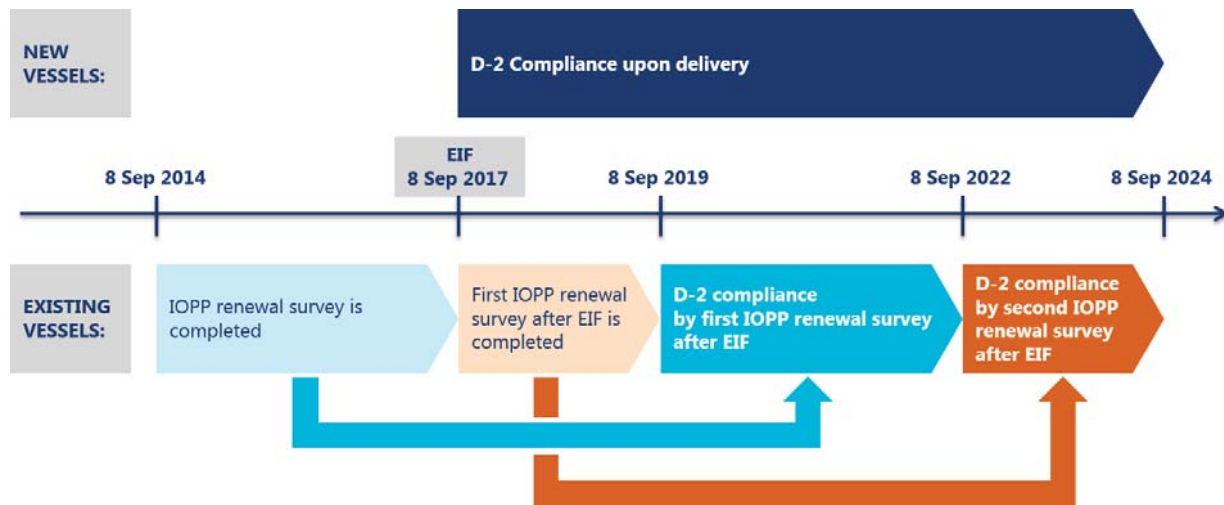 NEW
VESSELS:
D-2 Compliance upon delivery
8 Sep 2014
EIF
8 Sep 2017
8 Sep 2019
8 Sep 2022
8 Sep 2024
EXISTING
VESSELS:
IOPP renewal survey is
completed
First IOPP renewal
survey after EIF is
completed
D-2 compliance
by first IOPP renewal survey
after EIF
D-2 compliance
by second IOPP
renewal survey
after EIF